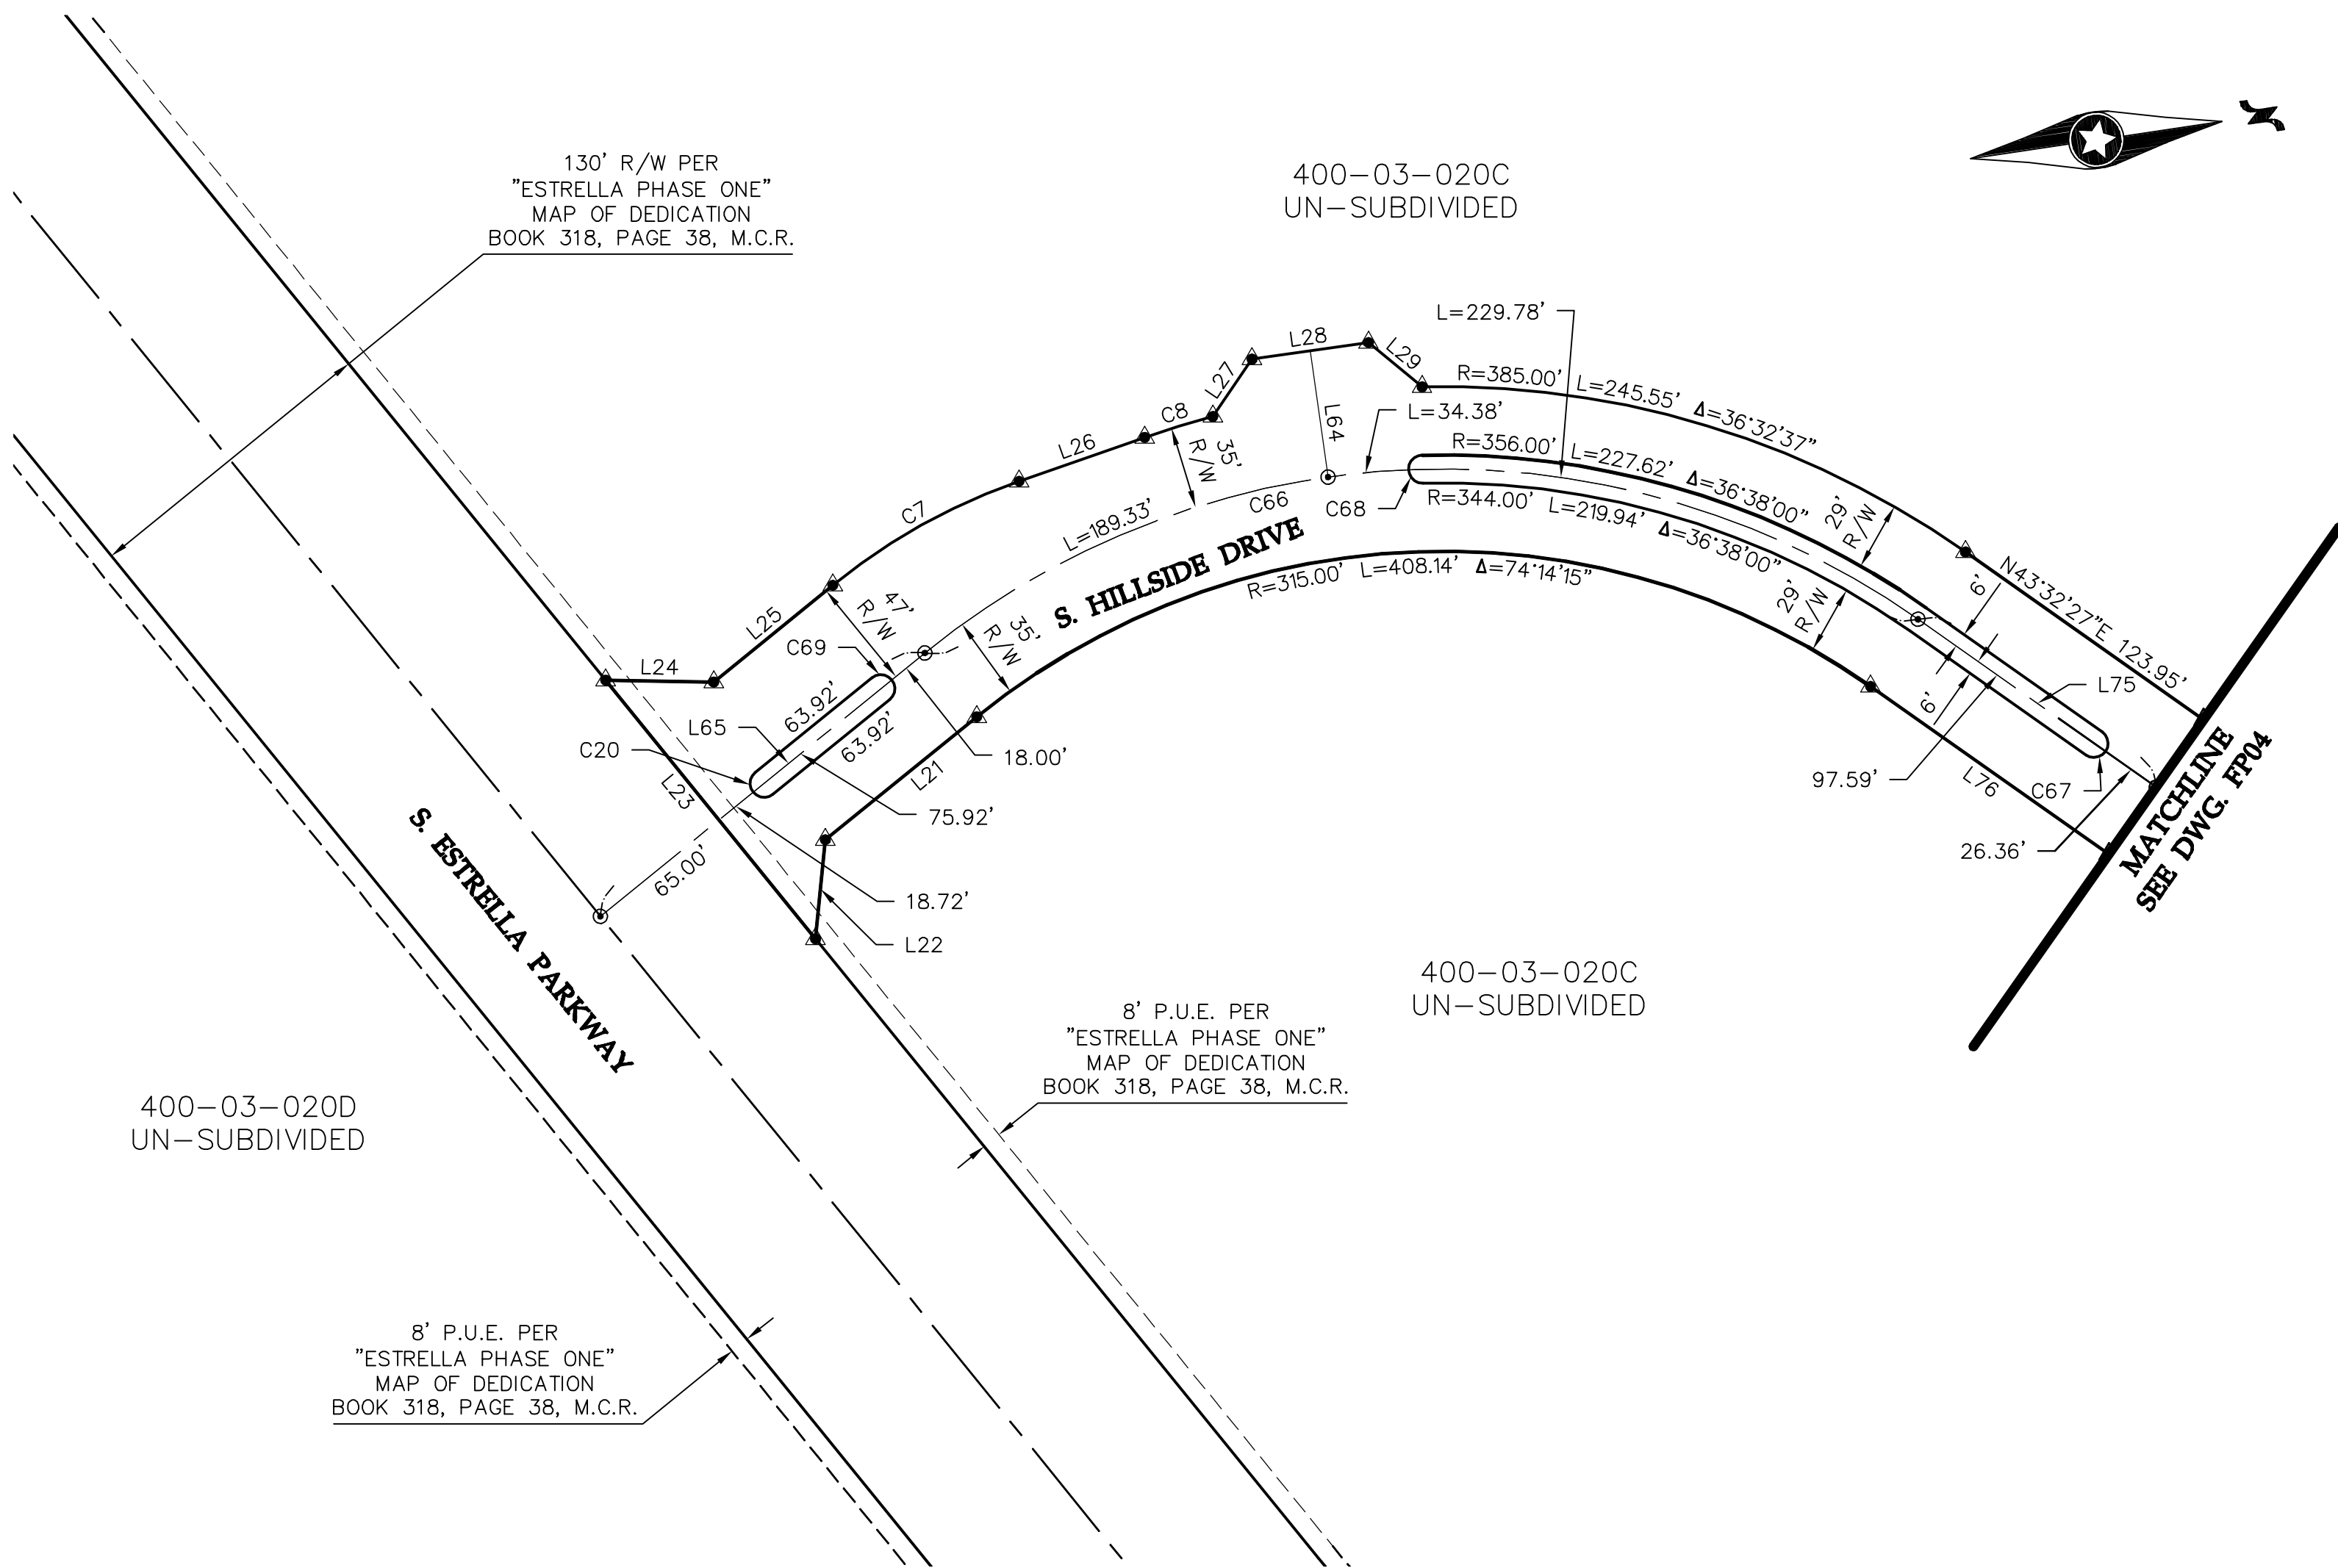 130' R/W PER
"ESTRELLA PHASE ONE"
MAP OF DEDICATION
BOOK 318, PAGE 38, M.C.R.
400-03-020C
UN-SUBDIVIDED
L=229.78'
L28
L29
L27
C8
L26
C7
L25
L24
L64
35'
R/W
L=34.38'
R=385.00' L=245.55' Δ=36°32'37"
R=356.00' L=227.62' Δ=36°38'00"
R=344.00' L=219.94' Δ=36°38'00"
C66
C68
L=189.33'
S. HILLSIDE DRIVE
R=315.00' L=408.14' Δ=74°14'15"
29'
R/W
29'
R/W
6'
6'
N43°32'27"E 123.95'
47'
R/W
35'
R/W
C69
63.92'
63.92'
L65
C20
L23
L21
18.00'
75.92'
65.00'
18.72'
L22
L75
97.59'
L76
C67
26.36'
MATCHLINE
SEE DWG. FP04
S. ESTRELLA PARKWAY
400-03-020C
UN-SUBDIVIDED
8' P.U.E. PER
"ESTRELLA PHASE ONE"
MAP OF DEDICATION
BOOK 318, PAGE 38, M.C.R.
400-03-020D
UN-SUBDIVIDED
8' P.U.E. PER
"ESTRELLA PHASE ONE"
MAP OF DEDICATION
BOOK 318, PAGE 38, M.C.R.